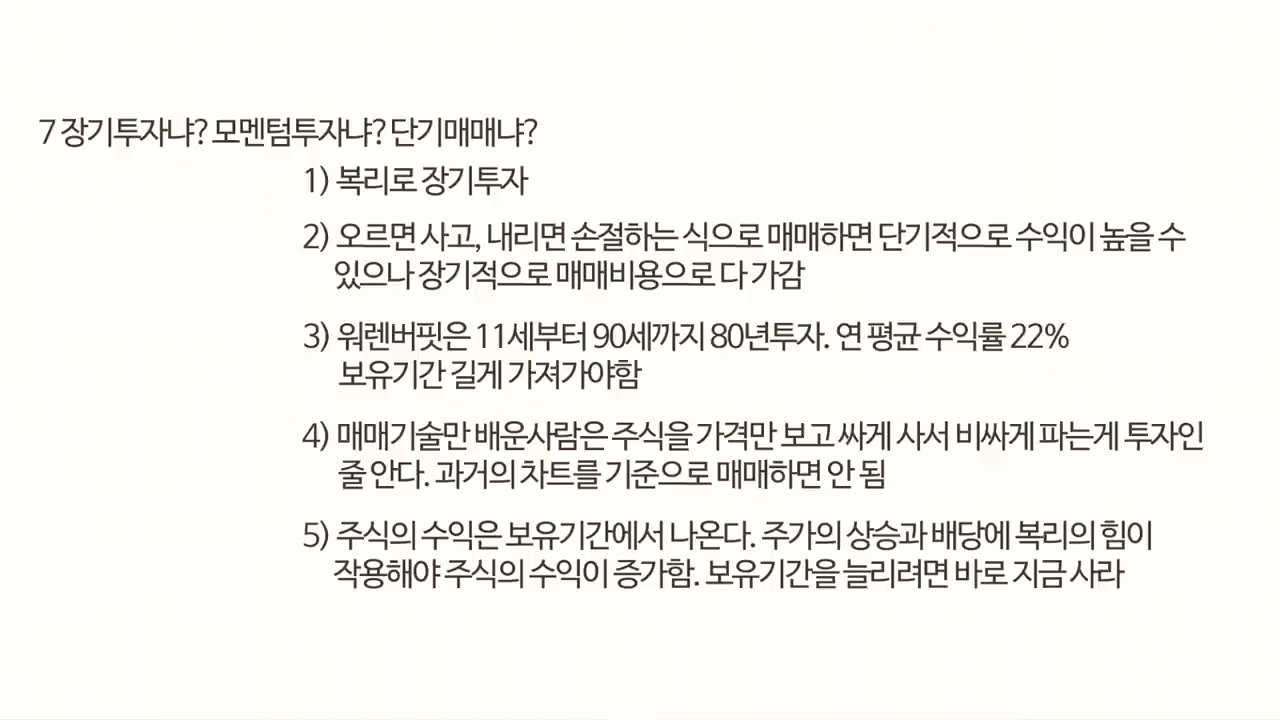 7 장기투자냐? 모멘텀투자냐? 단기매매냐?
1) 복리로 장기투자
2) 오르면 사고, 내리면 손절하는 식으로 매매하면 단기적으로 수익이 높을 수
있으나 장기적으로 매매비용으로 다 가감
3) 워렌버핏은 11세부터 90세까지 80년투자. 연 평균 수익률 22%
보유기간 길게 가져가야함
4) 매매기술만 배운사람은 주식을 가격만 보고 싸게 사서 비싸게 파는게 투자인
줄 안다. 과거의 차트를 기준으로 매매하면 안 됨
5) 주식의 수익은 보유기간에서 나온다. 주가의 상승과 배당에 복리의 힘이
작용해야 주식의 수익이 증가함. 보유기간을 늘리려면 바로 지금 사라